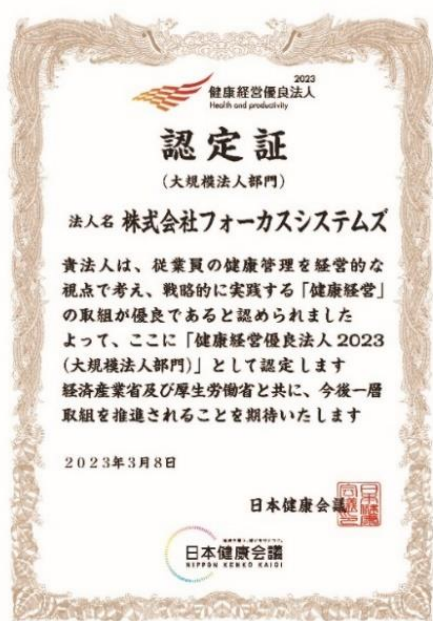 2023
健康経営優良法人
Health and productivity
認定証
(大規模法人部門)
法人名 株式会社フォーカスシステムズ
貴法人は、従業員の健康管理を経営的な
視点で考え、戦略的に実践する「健康経営」
の取組が優良であると認められました
よって、ここに「健康経営優良法人2023
(大規模法人部門)」として認定します
経済産業省及び厚生労働省と共に、今後一層
取組を推進されることを期待いたします
2023年3月8日
日本健康会議
日本健康会議
NIPPON KENKO KAIGI